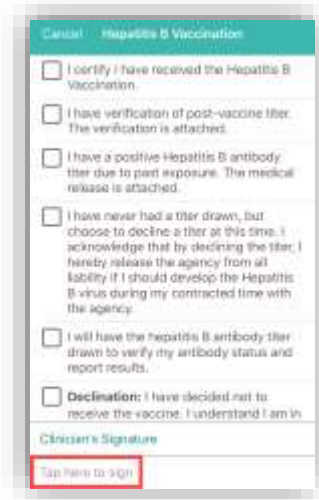 Cancel Hepatitis B Vaccination
I certify I have received the Hepatitis B
Vaccination.
I have verification of post-vaccine titer.
The verification is attached.
I have a positive Hepatitis B antibody
titer due to past exposure. The medical
release is attached.
I have never had a titer drawn, but
choose to decline a titer at this time. I
acknowledge that by declining the titer, I
hereby release the agency from all
liability if I should develop the Hepatitis
B virus during my contracted time with
the agency.
I will have the hepatitis B antibody titer
drawn to verify my antibody status and
report results.
Declination: I have decided not to
receive the vaccine. I understand I am in
Clinician's Signature
Tap here to sign